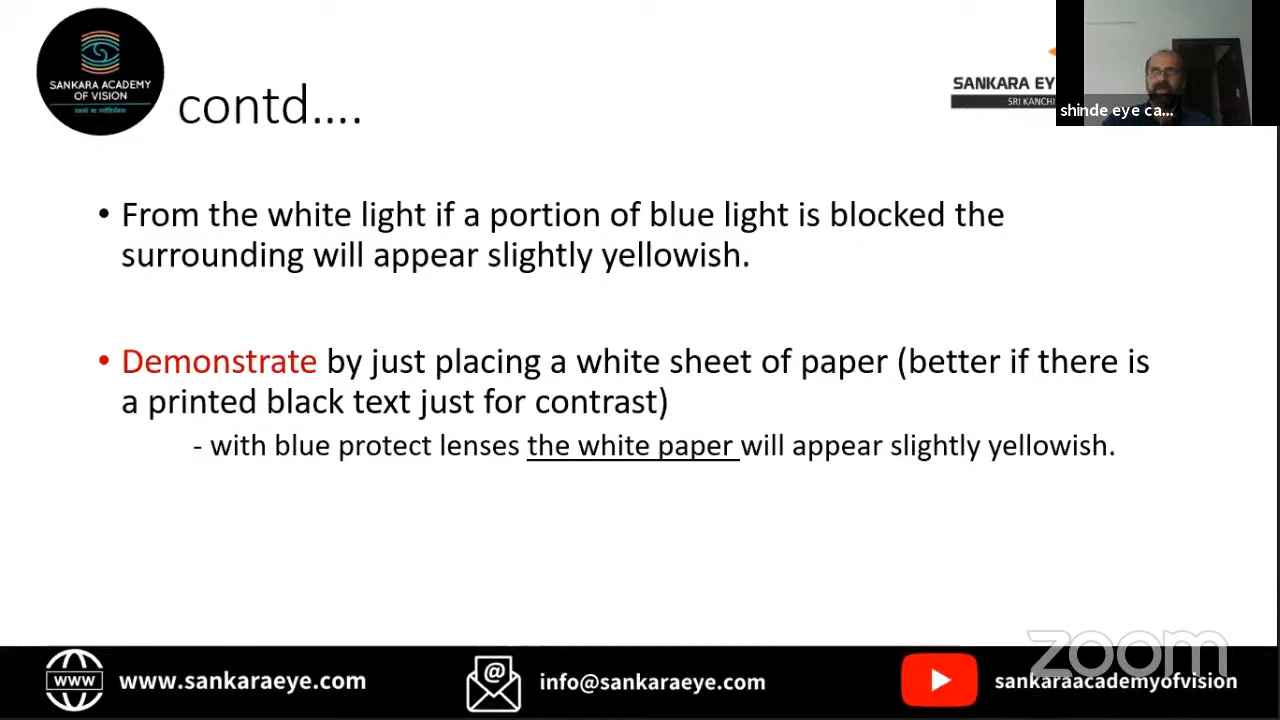 SANKARA ACADEMY
OF VISION
contd....
SANKARA EY
SRI KANCHI
shinde eye ca...
• From the white light if a portion of blue light is blocked the
surrounding will appear slightly yellowish.
• Demonstrate by just placing a white sheet of paper (better if there is
a printed black text just for contrast)
- with blue protect lenses the white paper will appear slightly yellowish.
zoom
www
www.sankaraeye.com
@
info@sankaraeye.com
sankaraacademyofvision